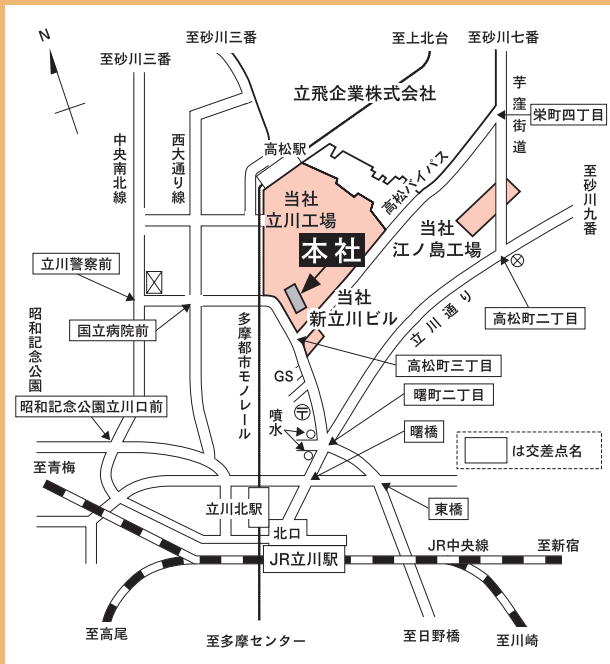 N
至砂川三番
至砂川三番
至上北台
至砂川七番
立飛企業株式会社
芋窪街道
栄町四丁目
中央南北線
西大通り線
高松駅
高松バイパス
至砂川九番
当社
立川工場
当社
江ノ島工場
本社
立川警察前
当社
新立川ビル
国立病院前
多摩都市モノレール
立川通り
高松町二丁目
昭和記念公園
高松町三丁目
GS
曙町二丁目
昭和記念公園立川口前
〒
噴水
曙橋
は交差点名
至青梅
立川北駅
東橋
北口
JR立川駅
JR中央線
至新宿
至高尾
至多摩センター
至日野橋
至川崎